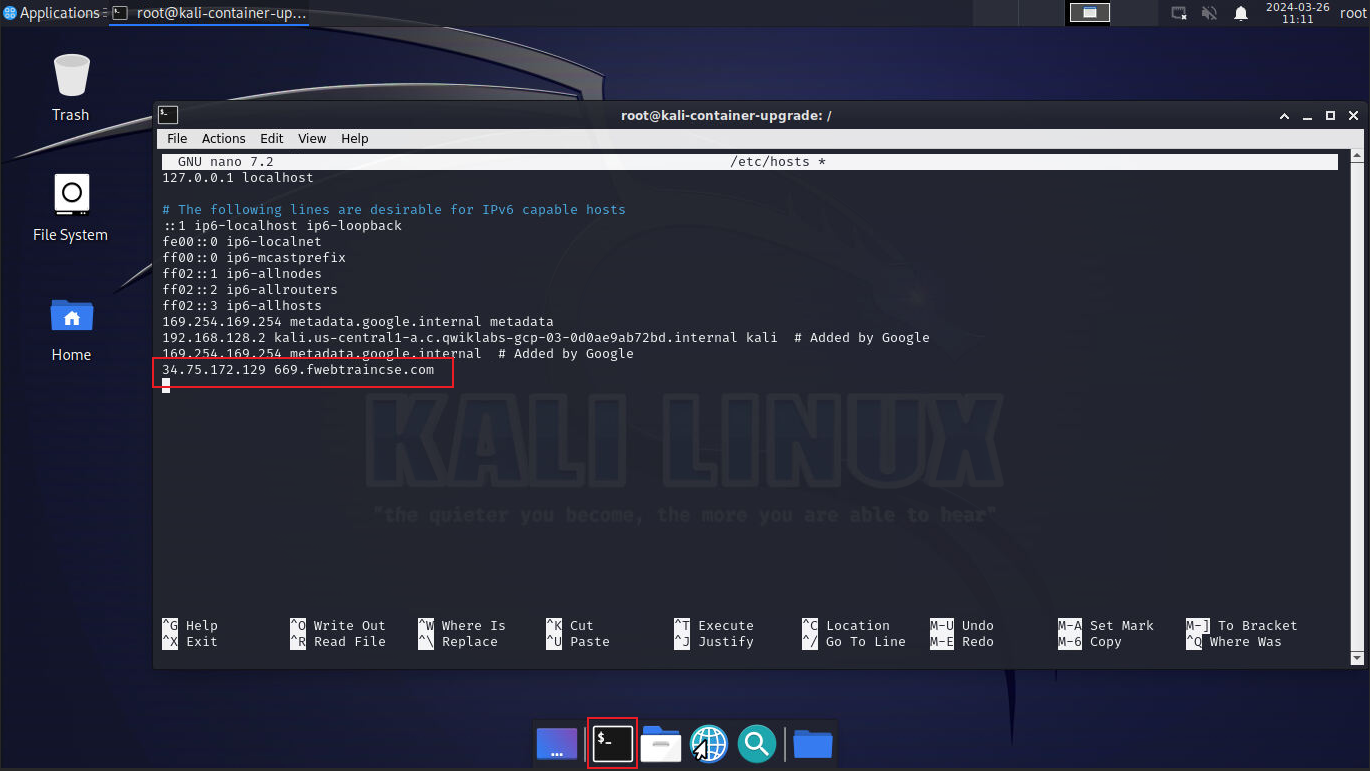 Applications
root@kali-container-up…
2024-03-26
11:11
root
Trash
File System
Home
root@kali-container-upgrade: /
File Actions Edit View Help
GNU nano 7.2 /etc/hosts *
127.0.0.1 localhost
# The following lines are desirable for IPv6 capable hosts
::1 ip6-localhost ip6-loopback
fe00::0 ip6-localnet
ff00::0 ip6-mcastprefix
ff02::1 ip6-allnodes
ff02::2 ip6-allrouters
ff02::3 ip6-allhosts
169.254.169.254 metadata.google.internal metadata
192.168.128.2 kali.us-central1-a.c.qwiklabs-gcp-03-0d0ae9ab72bd.internal kali # Added by Google
169.254.169.254 metadata.google.internal # Added by Google
34.75.172.129 669.fwebtraincse.com
KALI LINUX
"the quieter you become, the more you are able to hear"
^G Help ^O Write Out ^W Where Is ^K Cut ^T Execute ^C Location M-U Undo M-A Set Mark M-] To Bracket
^X Exit ^R Read File ^\ Replace ^U Paste ^J Justify ^/ Go To Line M-E Redo M-6 Copy ^Q Where Was
$_